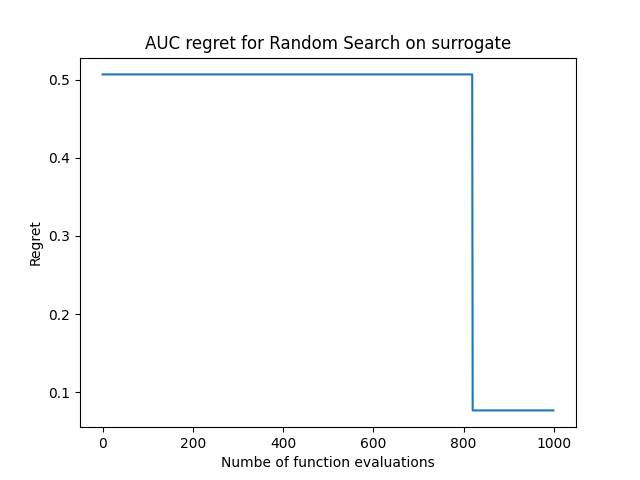 AUC regret for Random Search on surrogate
0.5
0.4
0.3
0.2
0.1
Regret
0 200 400 600 800 1000
Numbe of function evaluations